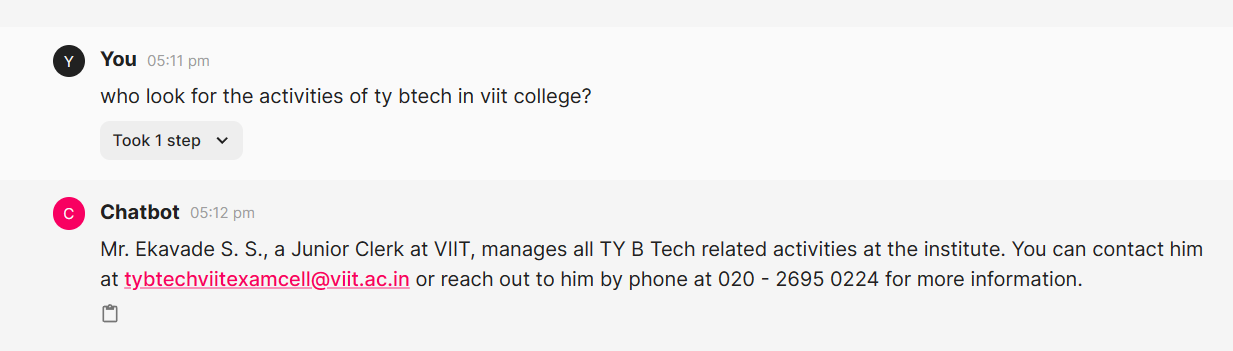 Y You 05:11 pm
who look for the activities of ty btech in viit college?
Took 1 step
C Chatbot 05:12 pm
Mr. Ekavade S. S., a Junior Clerk at VIIT, manages all TY B Tech related activities at the institute. You can contact him
at tybtechviitexamcell@viit.ac.in or reach out to him by phone at 020 - 2695 0224 for more information.